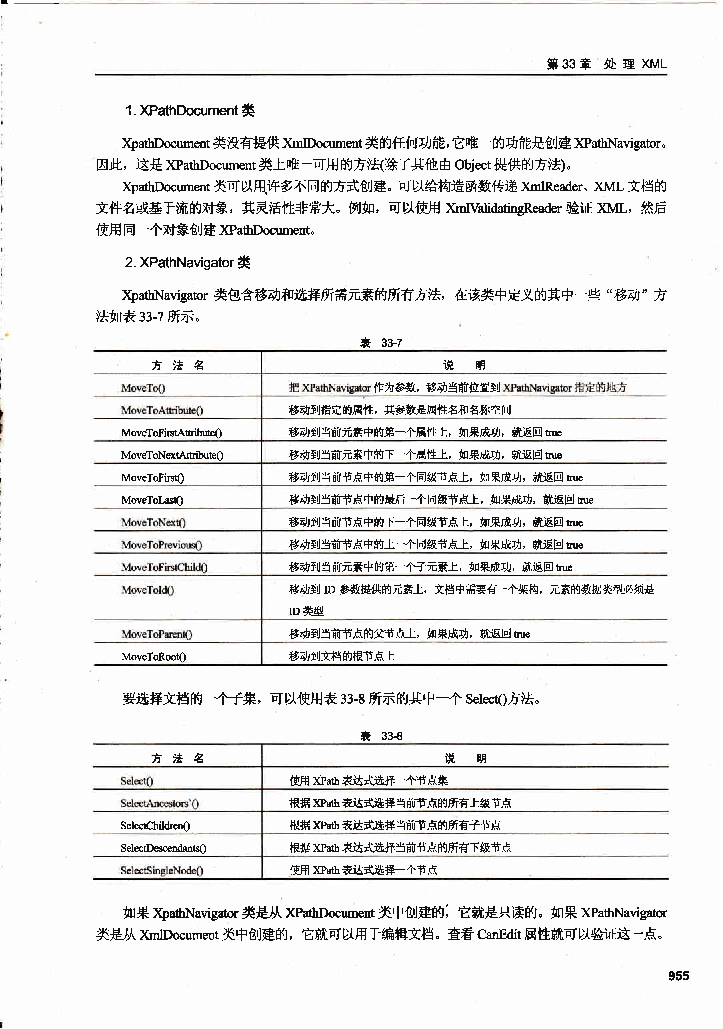 第 33 章 处 理 XML
1. XPathDocument 类
XpathDocument 类没有提供 XmlDocument 类的任何功能，它唯一的功能是创建 XPathNavigator。
因此，这是 XPathDocument 类上唯一可用的方法(除了其他由 Object 提供的方法)。
XpathDocument 类可以用许多不同的方式创建。可以给构造函数传递 XmlReader、XML 文档的
文件名或基于流的对象，其灵活性非常大。例如，可以使用 XmlValidatingReader 验证 XML，然后
使用同一个对象创建 XPathDocument。
2. XPathNavigator 类
XpathNavigator 类包含移动和选择所需元素的所有方法，在该类中定义的其中一些“移动”方
法如表 33-7 所示。
表 33-7
方 法 名 说 明
MoveTo() 把 XPathNavigator 作为参数，移动当前位置到 XPathNavigator 指定的地方
MoveToAttribute() 移动到指定的属性，其参数是属性名和名称空间
MoveToFirstAttribute() 移动到当前元素中的第一个属性上，如果成功，就返回 true
MoveToNextAttribute() 移动到当前元素中的下一个属性上，如果成功，就返回 true
MoveToFirst() 移动到当前节点中的第一个同级节点上，如果成功，就返回 true
MoveToLast() 移动到当前节点中的最后一个同级节点上，如果成功，就返回 true
MoveToNext() 移动到当前节点中的下一个同级节点上，如果成功，就返回 true
MoveToPrevious() 移动到当前节点中的上一个同级节点上，如果成功，就返回 true
MoveToFirstChild() 移动到当前元素中的第一个子元素上，如果成功，就返回 true
MoveToId() 移动到 ID 参数提供的元素上，文档中需要有一个架构，元素的数据类型必须是
ID 类型
MoveToParent() 移动到当前节点的父节点上，如果成功，就返回 true
MoveToRoot() 移动到文档的根节点上
要选择文档的一个子集，可以使用表 33-8 所示的其中一个 Select()方法。
表 33-8
方 法 名 说 明
Select() 使用 XPath 表达式选择一个节点集
SelectAncestors'() 根据 XPath 表达式选择当前节点的所有上级节点
SelectChildren() 根据 XPath 表达式选择当前节点的所有子节点
SelectDescendants() 根据 XPath 表达式选择当前节点的所有下级节点
SelectSingleNode() 使用 XPath 表达式选择一个节点
如果 XpathNavigator 类是从 XPathDocument 类中创建的，它就是只读的。如果 XPathNavigator
类是从 XmlDocument 类中创建的，它就可以用于编辑文档。查看 CanEdit 属性就可以验证这一点。
955